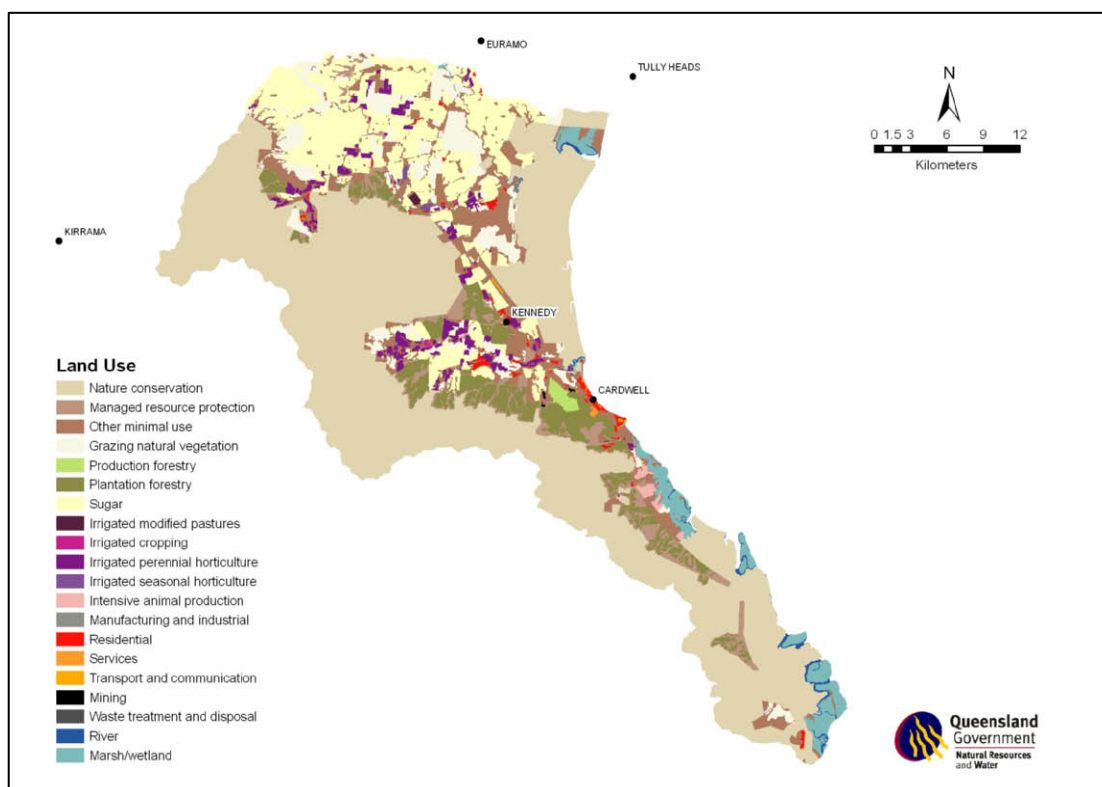 EURAMO
TULLY HEADS
N
0 1.5 3 6 9 12
Kilometers
KIRRAMA
KENNEDY
CARDWELL
Land Use
Nature conservation
Managed resource protection
Other minimal use
Grazing natural vegetation
Production forestry
Plantation forestry
Sugar
Irrigated modified pastures
Irrigated cropping
Irrigated perennial horticulture
Irrigated seasonal horticulture
Intensive animal production
Manufacturing and industrial
Residential
Services
Transport and communication
Mining
Waste treatment and disposal
River
Marsh/wetland
Queensland
Government
Natural Resources
and Water